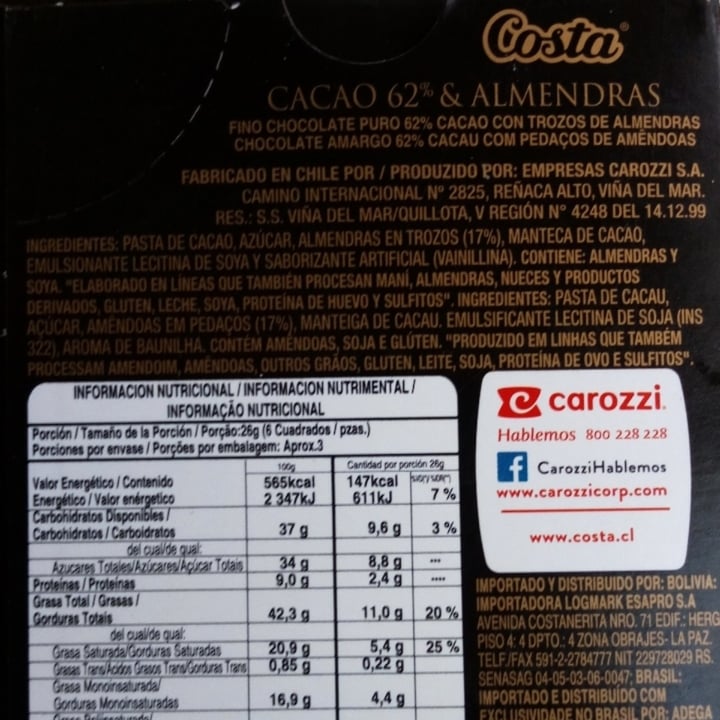 Costa®
CACAO 62% & ALMENDRAS
FINO CHOCOLATE PURO 62% CACAO CON TROZOS DE ALMENDRAS
CHOCOLATE AMARGO 62% CACAU COM PEDAÇOS DE AMÊNDOAS
FABRICADO EN CHILE POR / PRODUZIDO POR: EMPRESAS CAROZZI S.A.
CAMINO INTERNACIONAL Nº 2825, REÑACA ALTO, VIÑA DEL MAR.
RES.: S.S. VIÑA DEL MAR/QUILLOTA, V REGIÓN N° 4248 DEL 14.12.99
INGREDIENTES: PASTA DE CACAO, AZÚCAR, ALMENDRAS EN TROZOS (17%), MANTECA DE CACAO,
EMULSIONANTE LECITINA DE SOYA Y SABORIZANTE ARTIFICIAL (VAINILLINA). CONTIENE: ALMENDRAS Y
SOYA. "ELABORADO EN LÍNEAS QUE TAMBIÉN PROCESAN MANÍ, ALMENDRAS, NUECES Y PRODUCTOS
DERIVADOS, GLUTEN, LECHE, SOYA, PROTEÍNA DE HUEVO Y SULFITOS". INGREDIENTES: PASTA DE CACAU,
AÇÚCAR, AMÊNDOAS EM PEDAÇOS (17%), MANTEIGA DE CACAU. EMULSIFICANTE LECITINA DE SOJA (INS
322), AROMA DE BAUNILHA. CONTÉM AMÊNDOAS, SOJA E GLÚTEN. "PRODUZIDO EM LINHAS QUE TAMBÉM
PROCESSAM AMENDOIM, AMÊNDOAS, OUTROS GRÃOS, GLUTEN, LEITE, SOJA, PROTEÍNA DE OVO E SULFITOS".
INFORMACION NUTRICIONAL / INFORMACION NUTRIMENTAL /
INFORMAÇÃO NUTRICIONAL
Porción / Tamaño de la Porción / Porção:26g (6 Cuadrados / pzas.)
Porciones por envase / Porções por embalagem: Aprox.3
100g Cantidad por porción 26g
Valor Energético / Contenido 565kcal 147kcal
Energético / Valor enérgetico 2 347kJ 611kJ 7 %
Carbohidratos Disponibles /
Carbohidratos / Carboidratos 37 g 9,6 g 3 %
del cual/de qual:
Azucares Totales/Azúcares/Açúcar Totais 34 g 8,8 g ***
Proteínas / Proteinas 9,0 g 2,4 g ****
Grasa Total / Grasas /
Gorduras Totais 42,3 g 11,0 g 20 %
del cual/de qual:
Grasa Saturada/Gorduras Saturadas 20,9 g 5,4 g 25 %
Grasas Trans/Ácidos Grasos Trans/Gorduras Trans 0,85 g 0,22 g
Grasa Monoinsaturada/
Gorduras Monoinsaturadas 16,9 g 4,4 g
carozzi.
Hablemos 800 228 228
f CarozziHablemos
www.carozzicorp.com
www.costa.cl
IMPORTADO Y DISTRIBUIDO POR: BOLIVIA:
IMPORTADORA LOGMARK ESAPRO S.A
AVENIDA COSTANERITA NRO. 71 EDIF.: HERG
PISO 4: 4 DPTO.: 4 ZONA OBRAJES- LA PAZ.
TELF./FAX 591-2-2784777 NIT 229728029 RS.
SENASAG 04-05-03-06-0047; BRASIL:
IMPORTADO E DISTRIBUÍDO COM
EXCLUSIVIDADE NO BRASIL POR: ADEGA